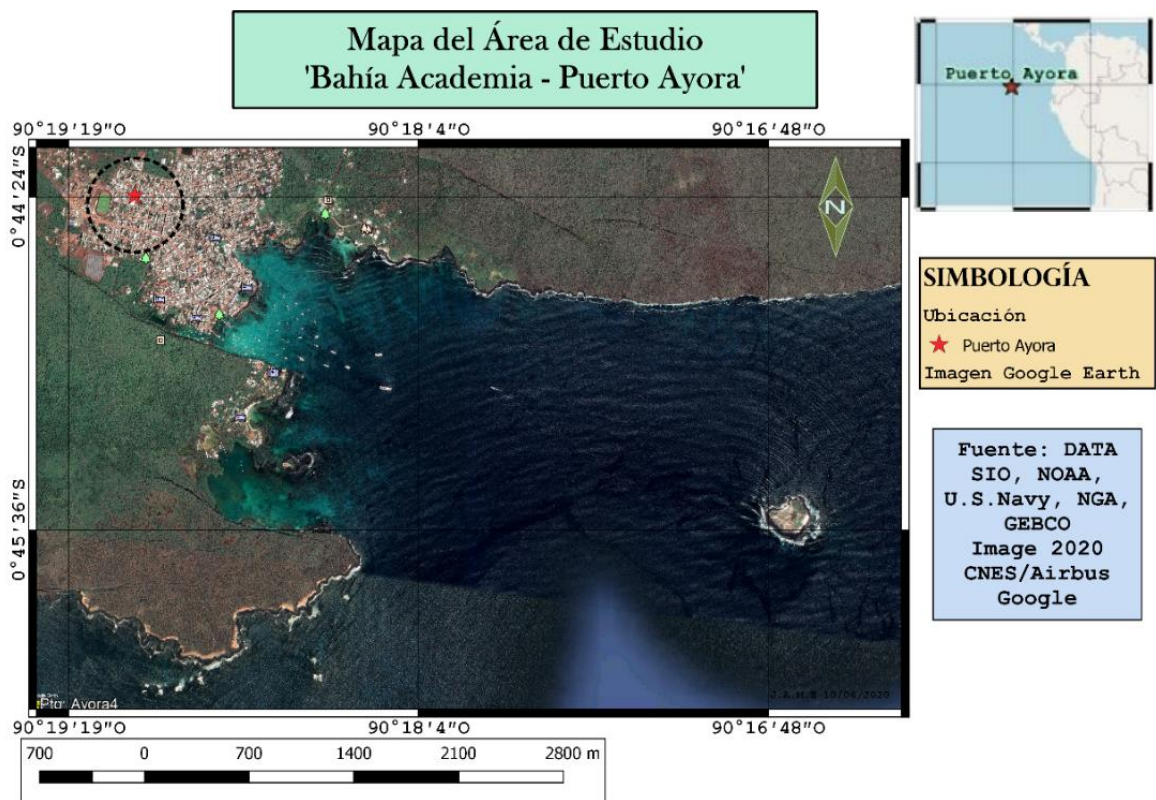 Mapa del Área de Estudio
'Bahía Academia - Puerto Ayora'
Puerto Ayora
90°19'19"O 90°18'4"O 90°16'48"O
0°44'24"S
0°45'36"S
N
SIMBOLOGÍA
Ubicación
Puerto Ayora
Imagen Google Earth
Fuente: DATA
SIO, NOAA,
U.S.Navy, NGA,
GEBCO
Image 2020
CNES/Airbus
Google
Pto. Ayora4
10/06/2020
90°19'19"O 90°18'4"O 90°16'48"O
700 0 700 1400 2100 2800 m